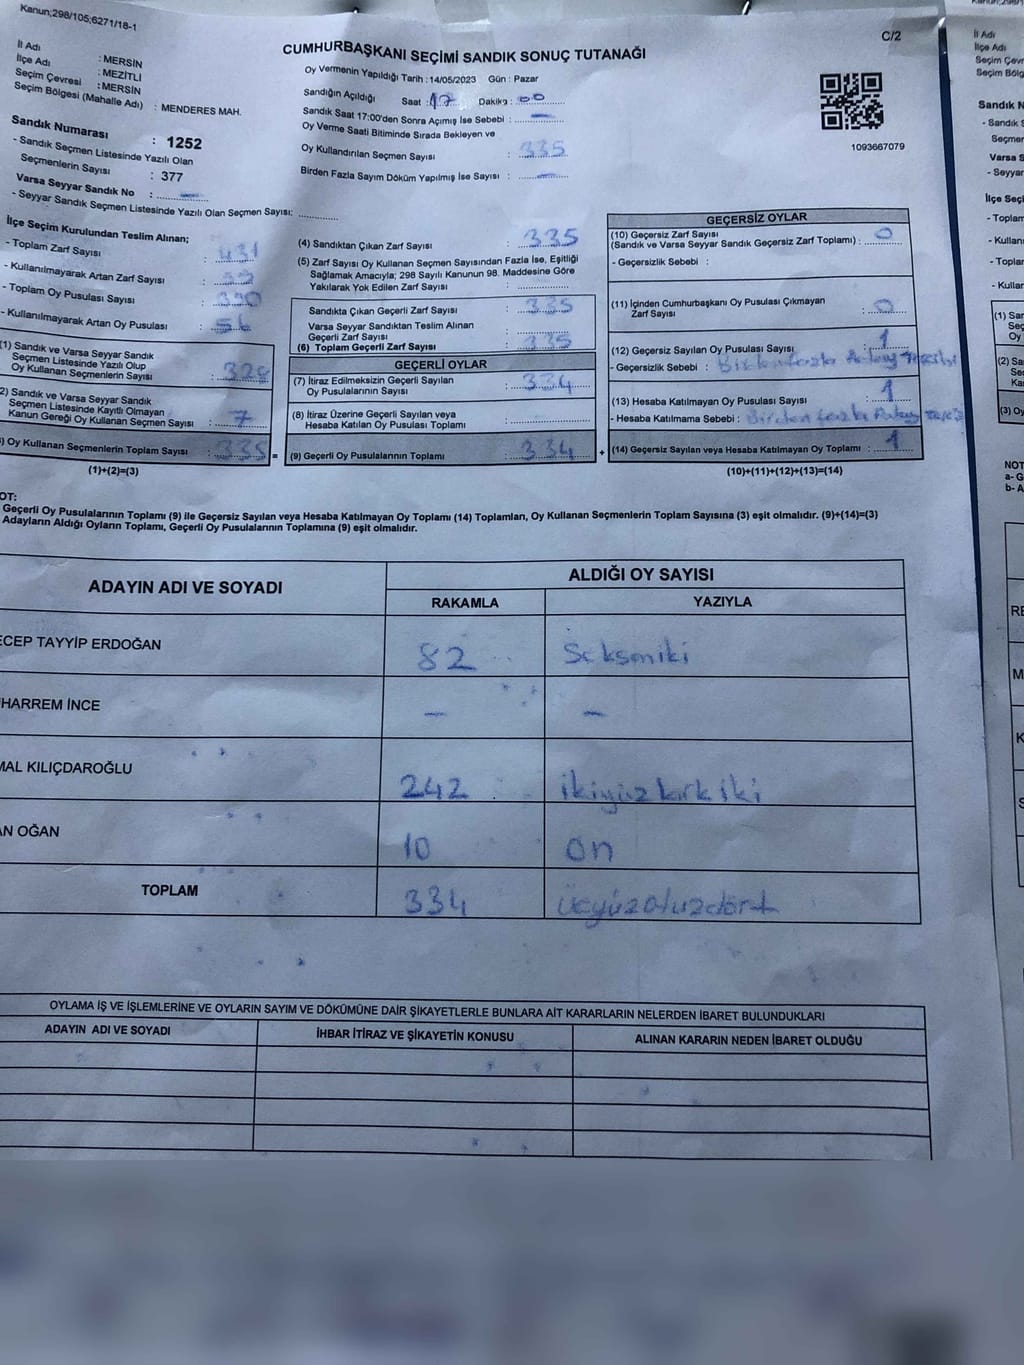 Kanun;298/105;6271/18-1
C/2
CUMHURBAŞKANI SEÇİMİ SANDIK SONUÇ TUTANAĞI
İl Adı : MERSİN
İlçe Adı : MEZİTLİ
Seçim Çevresi : MERSİN
Seçim Bölgesi (Mahalle Adı) : MENDERES MAH.
Sandık Numarası : 1252
- Sandık Seçmen Listesinde Yazılı Olan
Seçmenlerin Sayısı : 377
Varsa Seyyar Sandık No : —
- Seyyar Sandık Seçmen Listesinde Yazılı Olan Seçmen Sayısı:
Oy Vermenin Yapıldığı Tarih : 14/05/2023 Gün : Pazar
Sandığın Açıldığı Saat : 17 Dakika : 00
Sandık Saat 17:00'den Sonra Açımış İse Sebebi : —
Oy Verme Saati Bitiminde Sırada Bekleyen ve
Oy Kullandırılan Seçmen Sayısı : 335
Birden Fazla Sayım Döküm Yapılmış İse Sayısı : —
1093667079
İlçe Seçim Kurulundan Teslim Alınan;
- Toplam Zarf Sayısı : 431
- Kullanılmayarak Artan Zarf Sayısı :
- Toplam Oy Pusulası Sayısı : 390
- Kullanılmayarak Artan Oy Pusulası :
1) Sandık ve Varsa Seyyar Sandık
Seçmen Listesinde Yazılı Olup
Oy Kullanan Seçmenlerin Sayısı : 328
2) Sandık ve Varsa Seyyar Sandık
Seçmen Listesinde Kayıtlı Olmayan
Kanun Gereği Oy Kullanan Seçmen Sayısı : 7
) Oy Kullanan Seçmenlerin Toplam Sayısı : 335 =
(1)+(2)=(3)
(4) Sandıktan Çıkan Zarf Sayısı : 335
(5) Zarf Sayısı Oy Kullanan Seçmen Sayısından Fazla İse, Eşitliği
Sağlamak Amacıyla; 298 Sayılı Kanunun 98. Maddesine Göre
Yakılarak Yok Edilen Zarf Sayısı :
Sandıkta Çıkan Geçerli Zarf Sayısı : 335
Varsa Seyyar Sandıktan Teslim Alınan
Geçerli Zarf Sayısı :
(6) Toplam Geçerli Zarf Sayısı : 335
GEÇERLİ OYLAR
(7) İtiraz Edilmeksizin Geçerli Sayılan
Oy Pusulalarının Sayısı : 334
(8) İtiraz Üzerine Geçerli Sayılan veya
Hesaba Katılan Oy Pusulası Toplamı :
(9) Geçerli Oy Pusulalarının Toplamı : 334 +
GEÇERSİZ OYLAR
(10) Geçersiz Zarf Sayısı
(Sandık ve Varsa Seyyar Sandık Geçersiz Zarf Toplamı) : 0
- Geçersizlik Sebebi :
(11) İçinden Cumhurbaşkanı Oy Pusulası Çıkmayan
Zarf Sayısı : 0
(12) Geçersiz Sayılan Oy Pusulası Sayısı : 1
- Geçersizlik Sebebi :
(13) Hesaba Katılmayan Oy Pusulası Sayısı : 1
- Hesaba Katılmama Sebebi : Birden fazla
(14) Geçersiz Sayılan veya Hesaba Katılmayan Oy Toplamı : 1
(10)+(11)+(12)+(13)=(14)
OT:
Geçerli Oy Pusulalarının Toplamı (9) ile Geçersiz Sayılan veya Hesaba Katılmayan Oy Toplamı (14) Toplamları, Oy Kullanan Seçmenlerin Toplam Sayısına (3) eşit olmalıdır. (9)+(14)=(3)
Adayların Aldığı Oyların Toplamı, Geçerli Oy Pusulalarının Toplamına (9) eşit olmalıdır.
ADAYIN ADI VE SOYADI ALDIĞI OY SAYISI
RAKAMLA YAZIYLA
ECEP TAYYİP ERDOĞAN 82 Sekseniki
HARREM İNCE — —
MAL KILIÇDAROĞLU 242 ikiyüz kırk iki
AN OĞAN 10 on
TOPLAM 334 üçyüzotuzdört
OYLAMA İŞ VE İŞLEMLERİNE VE OYLARIN SAYIM VE DÖKÜMÜNE DAİR ŞİKAYETLERLE BUNLARA AİT KARARLARIN NELERDEN İBARET BULUNDUKLARI
ADAYIN ADI VE SOYADI İHBAR İTİRAZ VE ŞİKAYETİN KONUSU ALINAN KARARIN NEDEN İBARET OLDUĞU